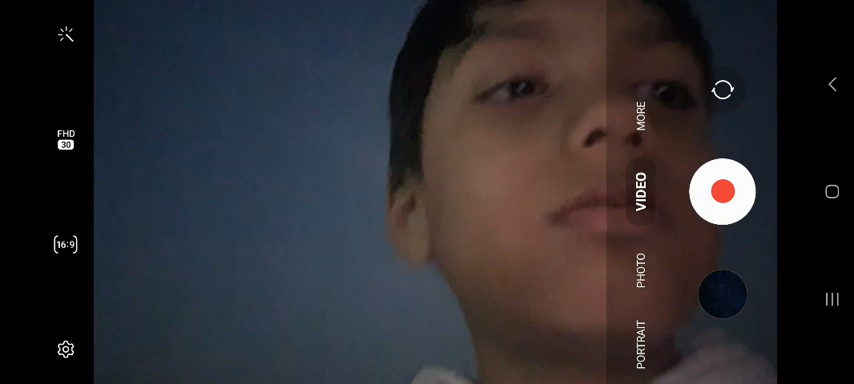 FHD
30
16:9
MORE
VIDEO
PHOTO
PORTRAIT